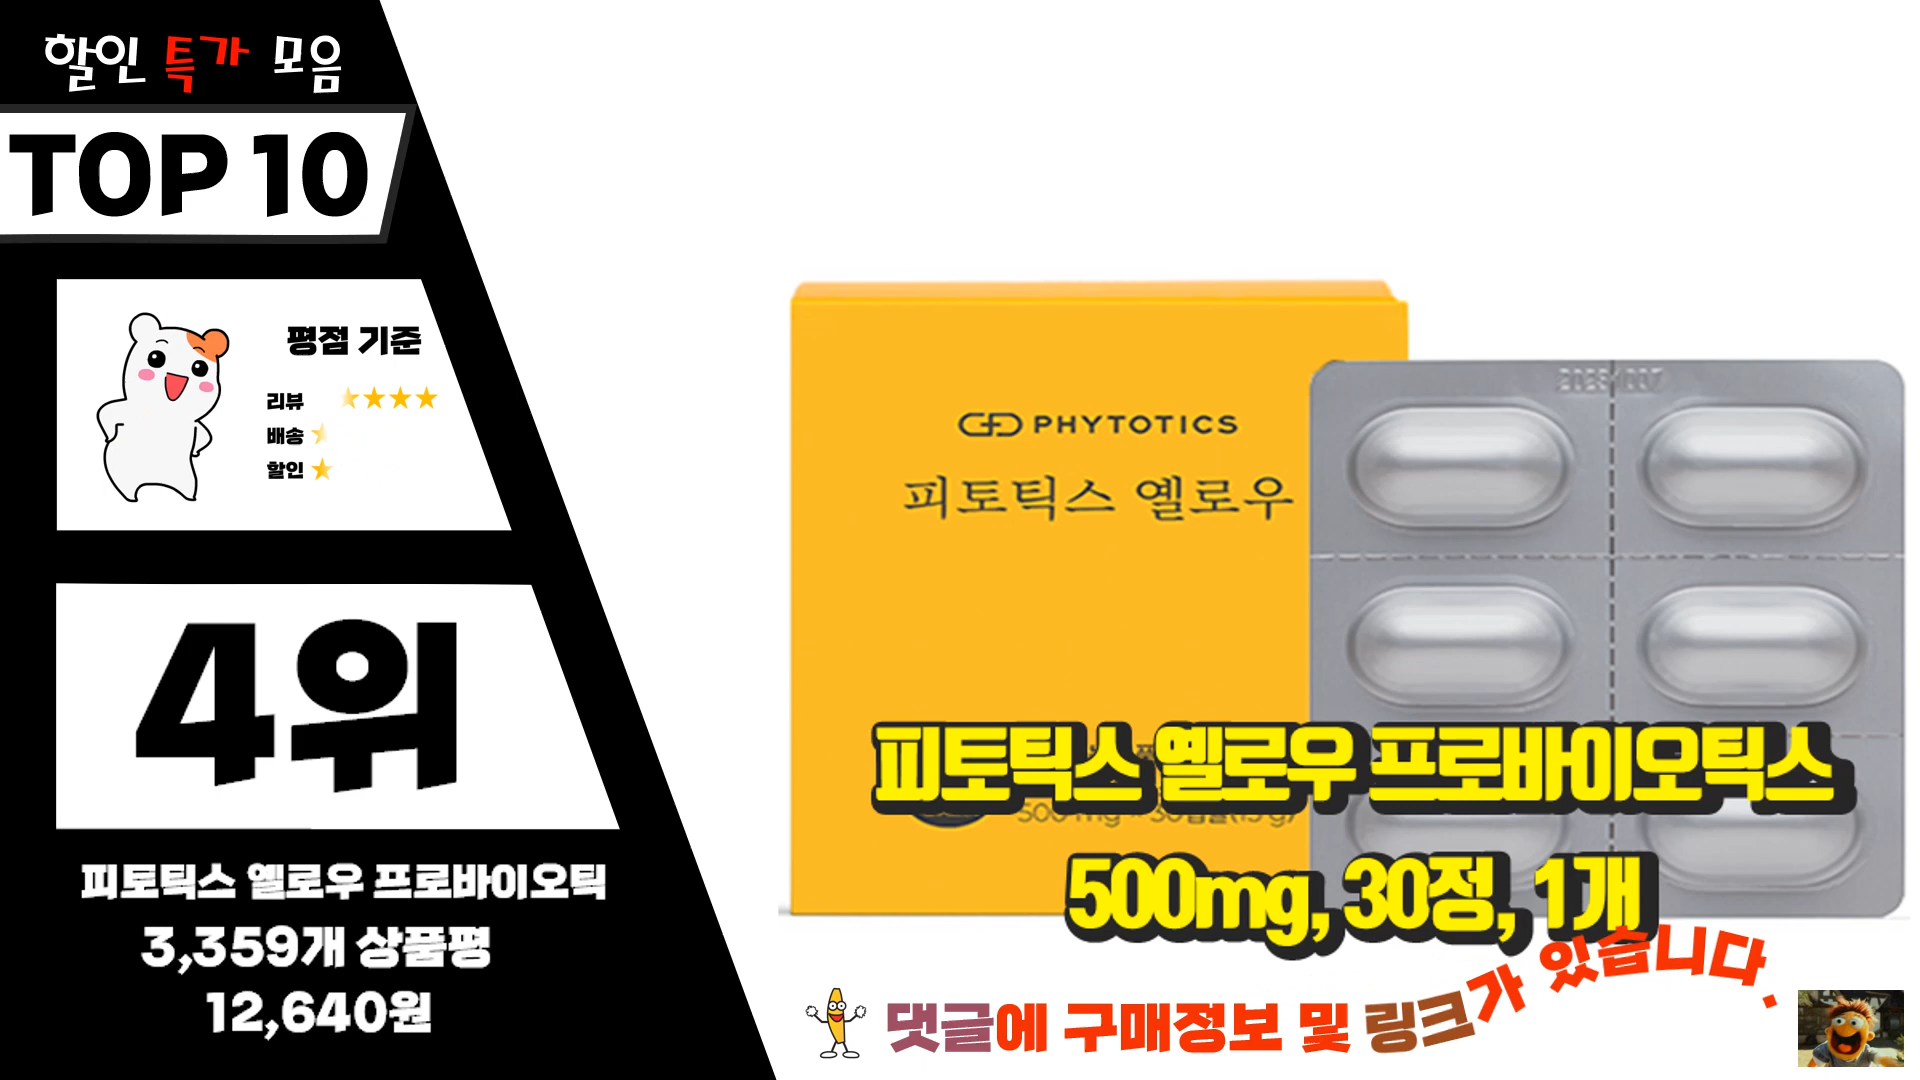 할인 특가 모음
TOP 10
평점 기준
리뷰
배송
할인
4위
피토틱스 옐로우 프로바이오틱
3,359개 상품평
12,640원
PHYTOTICS
피토틱스 옐로우
피토틱스 옐로우 프로바이오틱스
500mg, 30정, 1개
댓글에 구매정보 및 링크가 있습니다.